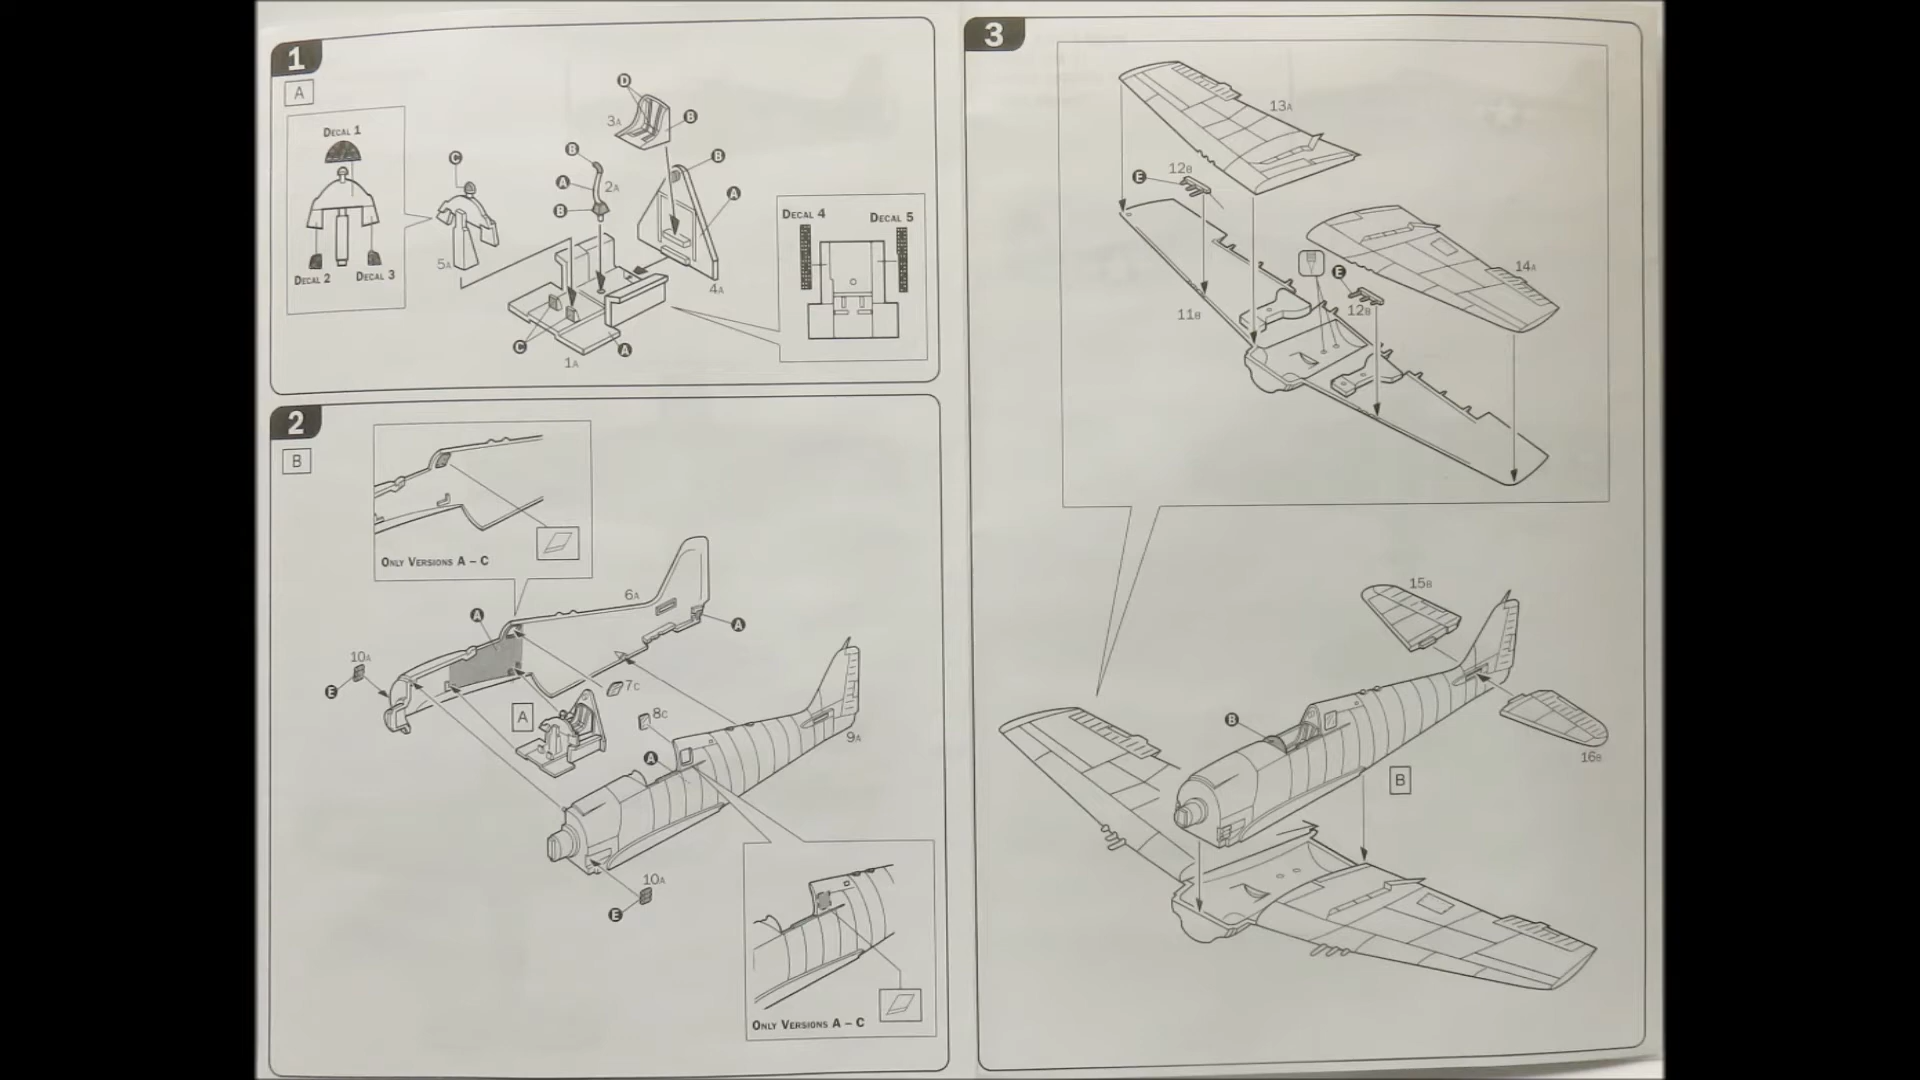 1
A
DECAL 1
DECAL 2
DECAL 3
C
5A
D
3A
B
B
A
2A
B
B
A
4A
C
1A
A
DECAL 4
DECAL 5
2
B
ONLY VERSIONS A – C
6A
A
A
10A
E
7C
A
8C
A
9A
10A
E
ONLY VERSIONS A – C
3
13A
12B
E
E
14A
12B
11B
15B
B
B
16B